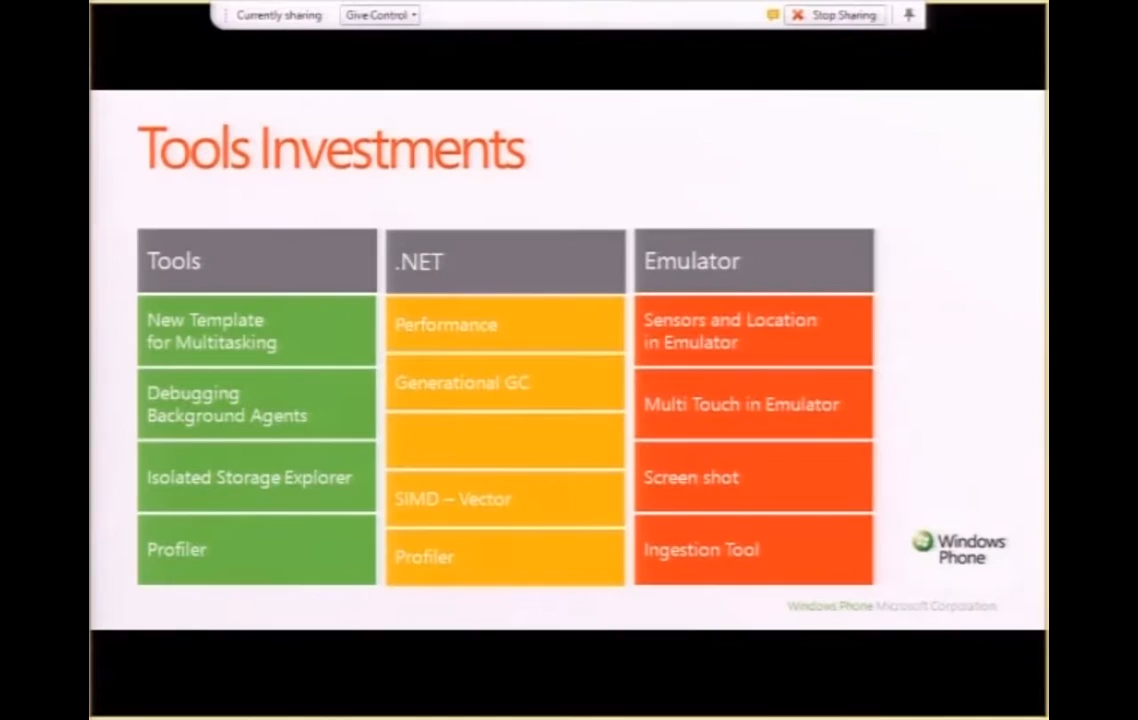 Currently sharing
Give Control
Stop Sharing
Tools Investments
Tools
New Template
for Multitasking
Debugging
Background Agents
Isolated Storage Explorer
Profiler
.NET
Performance
Generational GC
SIMD – Vector
Profiler
Emulator
Sensors and Location
in Emulator
Multi Touch in Emulator
Screen shot
Ingestion Tool
Windows
Phone
Windows Phone Microsoft Corporation